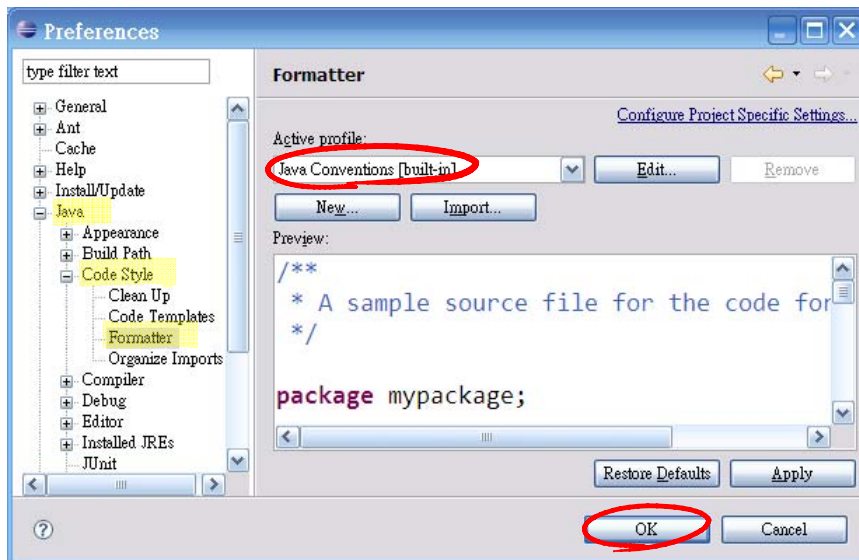 Preferences
type filter text
General
Ant
Cache
Help
Install/Update
Java
Appearance
Build Path
Code Style
Clean Up
Code Templates
Formatter
Organize Imports
Compiler
Debug
Editor
Installed JREs
JUnit
Formatter
Configure Project Specific Settings...
Active profile:
Java Conventions [built-in]
Edit...
Remove
New...
Import...
Preview:
/**
* A sample source file for the code for
*/
package mypackage;
Restore Defaults
Apply
OK
Cancel